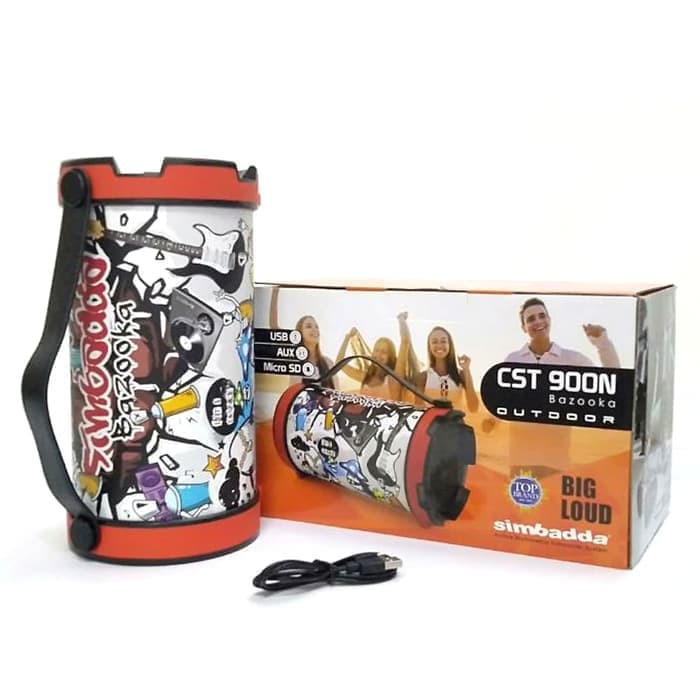 simbadda
bazooka
USB
AUX
Micro SD
CST 900N
Bazooka
OUTDOOR
TOP
BRAND
BIG
LOUD
simbadda